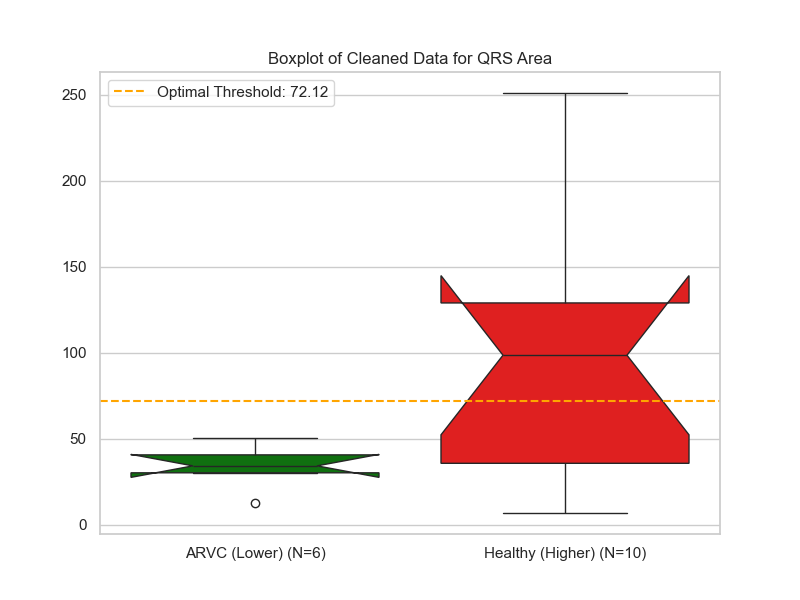 Boxplot of Cleaned Data for QRS Area
Optimal Threshold: 72.12
250
200
150
100
50
0
ARVC (Lower) (N=6)
Healthy (Higher) (N=10)